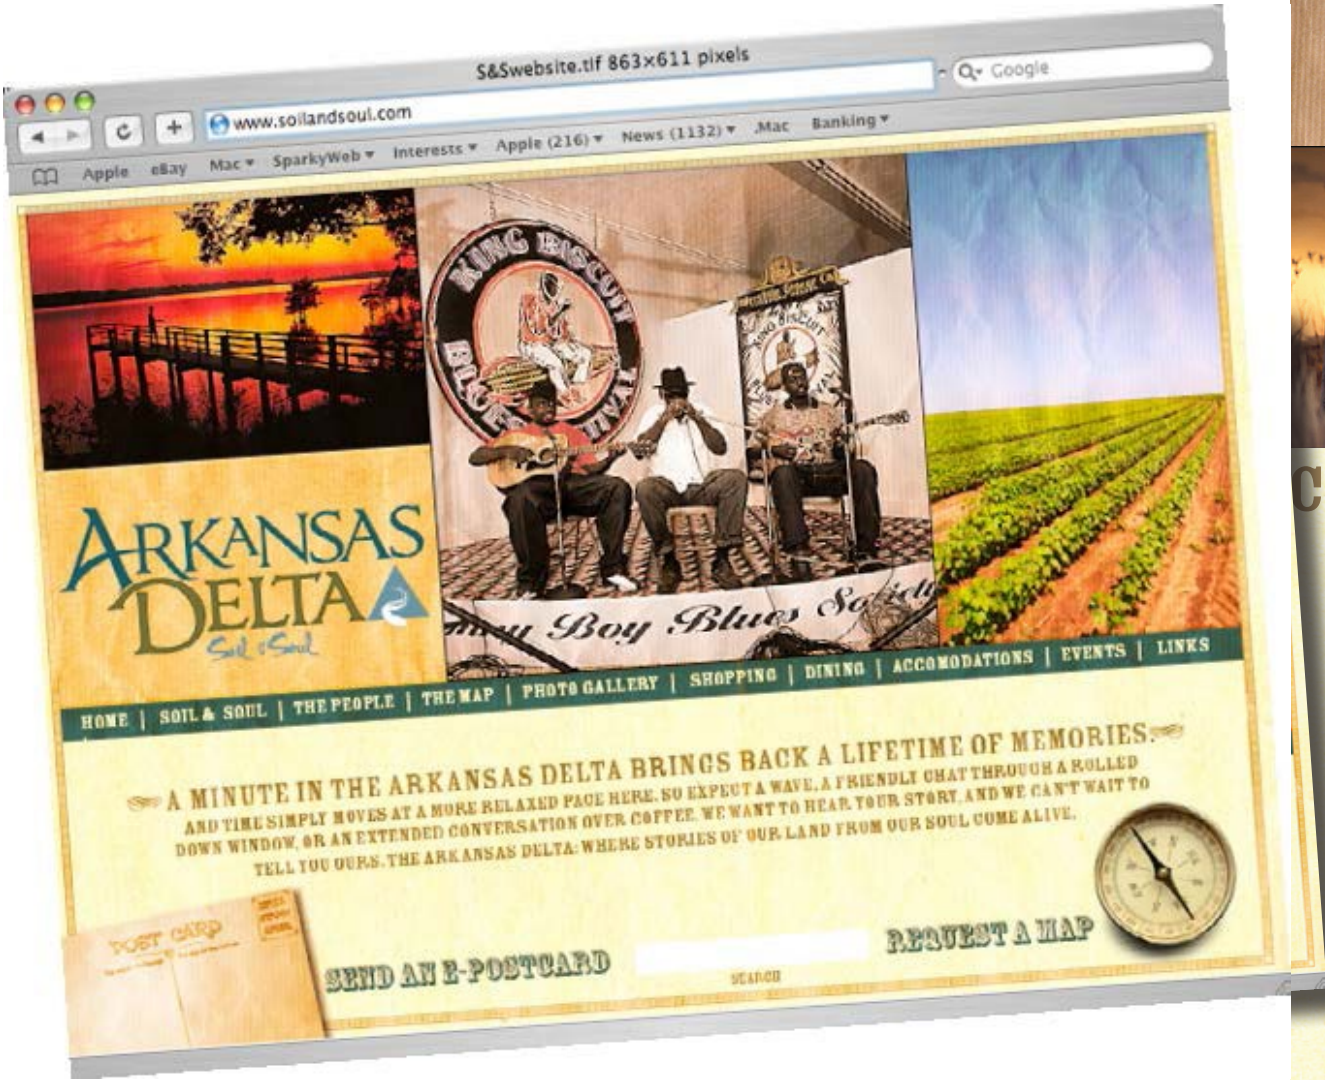 S&Swebsite.tif 863×611 pixels
www.soilandsoul.com
Google
Apple eBay Mac SparkyWeb Interests Apple (216) News (1132) .Mac Banking
KING BISCUIT
BLUES
KING BISCUIT
ARKANSAS
DELTA
Soil & Soul
Boy Blues Society
HOME | SOIL & SOUL | THE PEOPLE | THE MAP | PHOTO GALLERY | SHOPPING | DINING | ACCOMODATIONS | EVENTS | LINKS
A MINUTE IN THE ARKANSAS DELTA BRINGS BACK A LIFETIME OF MEMORIES.
AND TIME SIMPLY MOVES AT A MORE RELAXED PACE HERE. SO EXPECT A WAVE, A FRIENDLY CHAT THROUGH A ROLLED
DOWN WINDOW, OR AN EXTENDED CONVERSATION OVER COFFEE. WE WANT TO HEAR YOUR STORY, AND WE CAN'T WAIT TO
TELL YOU OURS. THE ARKANSAS DELTA: WHERE STORIES OF OUR LAND FROM OUR SOUL COME ALIVE.
POST CARD
SEND AN E-POSTCARD
SEARCH
REQUEST A MAP
C